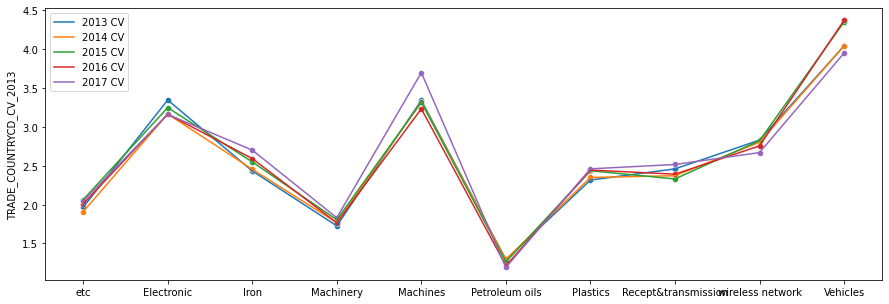 4.5
4.0
3.5
3.0
2.5
2.0
1.5
TRADE_COUNTRYCD_CV_2013
2013 CV
2014 CV
2015 CV
2016 CV
2017 CV
etc Electronic Iron Machinery Machines Petroleum oils Plastics Recept&transmission wireless network Vehicles